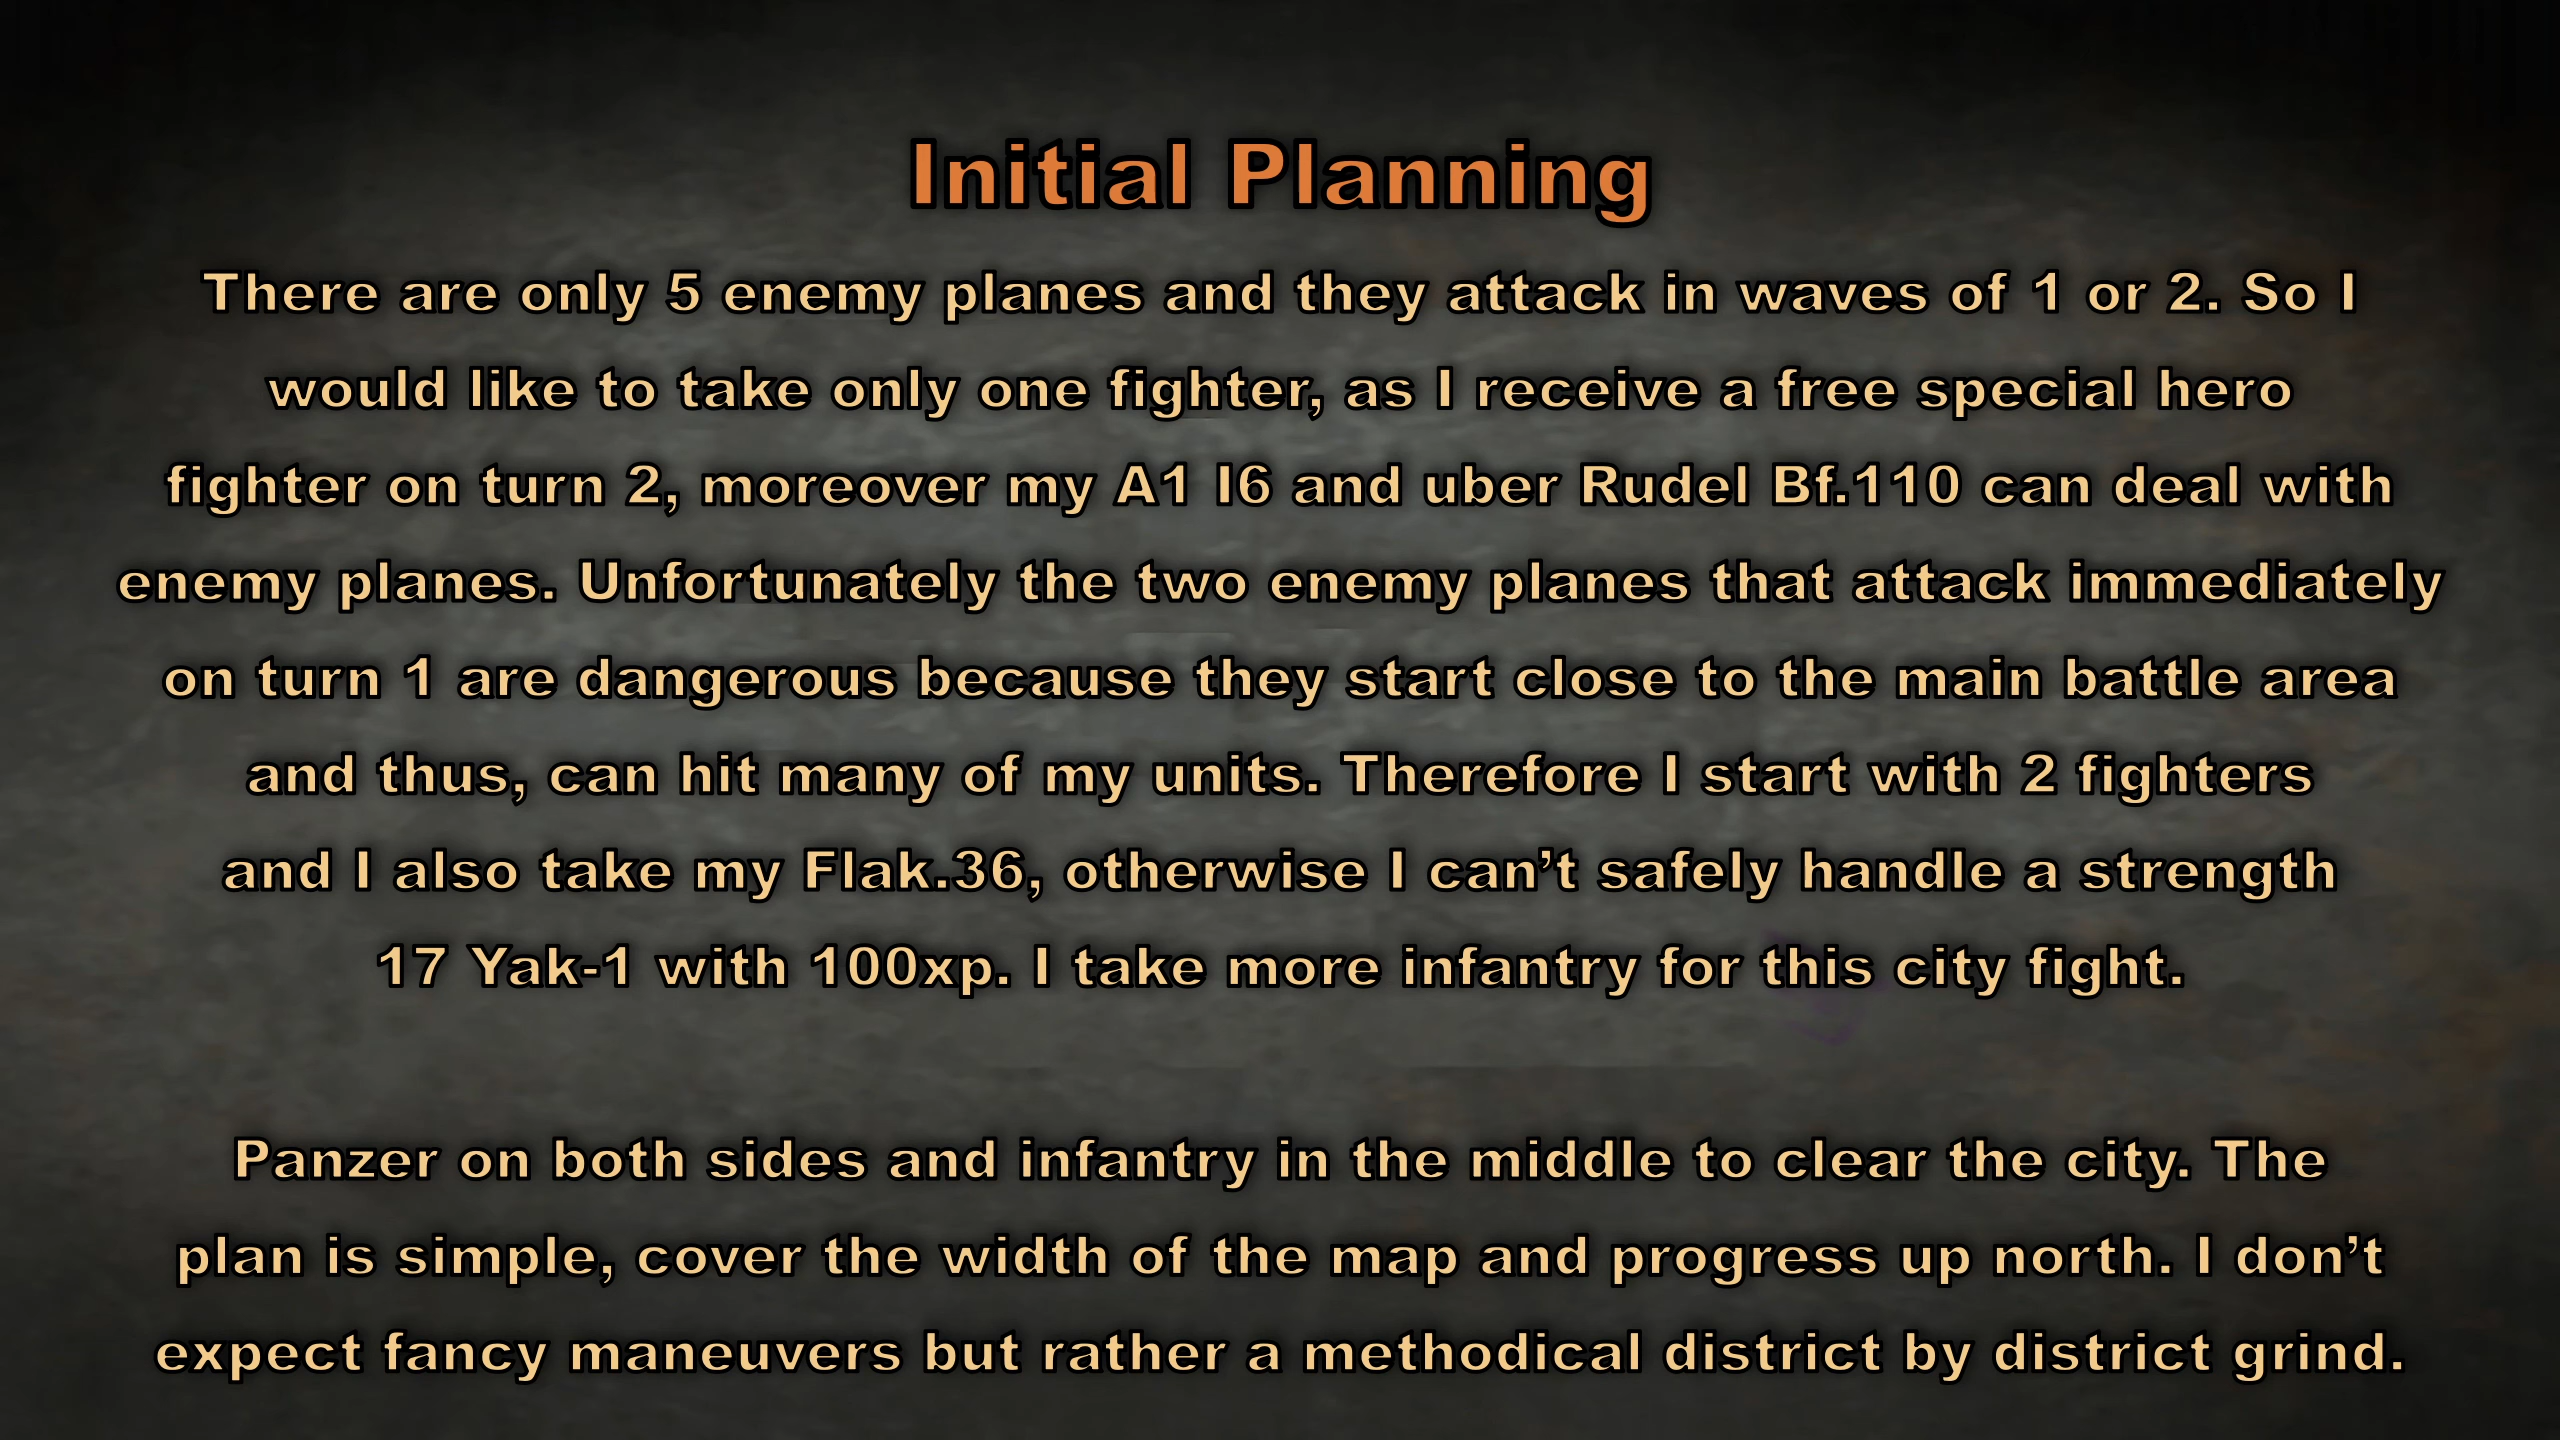 Initial Planning
There are only 5 enemy planes and they attack in waves of 1 or 2. So I
would like to take only one fighter, as I receive a free special hero
fighter on turn 2, moreover my A1 I6 and uber Rudel Bf.110 can deal with
enemy planes. Unfortunately the two enemy planes that attack immediately
on turn 1 are dangerous because they start close to the main battle area
and thus, can hit many of my units. Therefore I start with 2 fighters
and I also take my Flak.36, otherwise I can’t safely handle a strength
17 Yak-1 with 100xp. I take more infantry for this city fight.
Panzer on both sides and infantry in the middle to clear the city. The
plan is simple, cover the width of the map and progress up north. I don’t
expect fancy maneuvers but rather a methodical district by district grind.